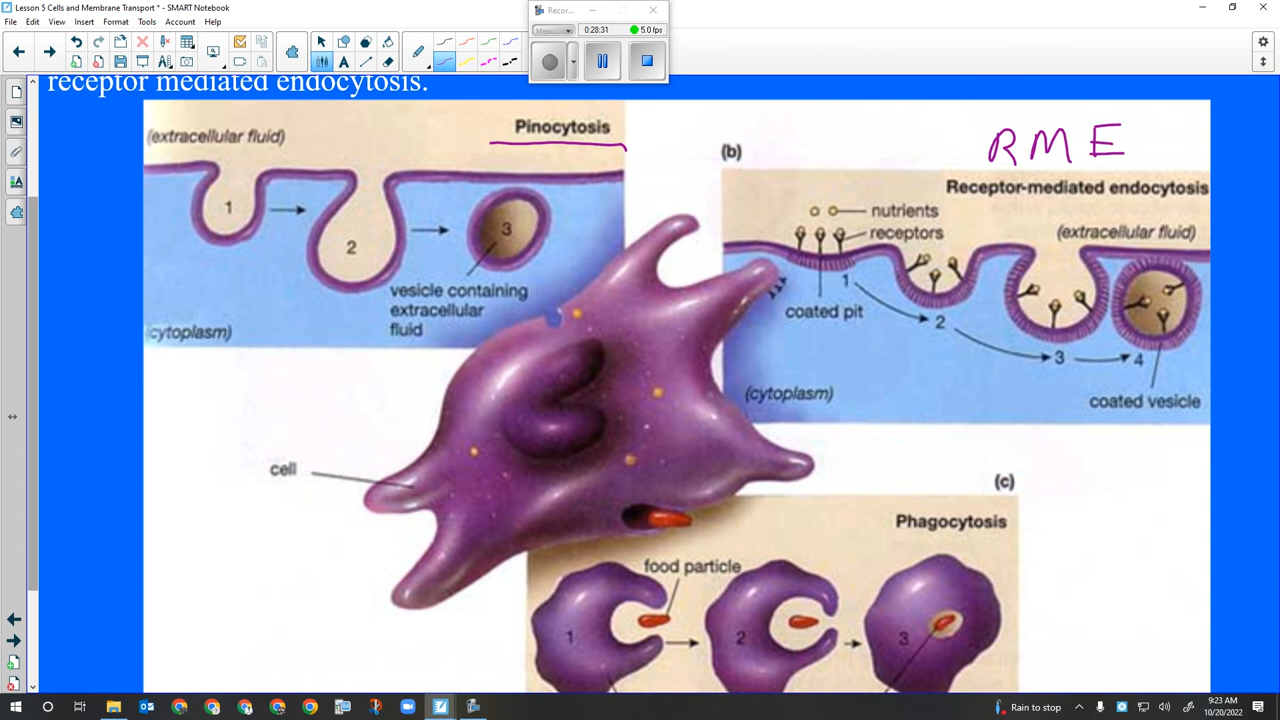 Lesson 5 Cells and Membrane Transport * - SMART Notebook
File Edit View Insert Format Tools Account Help
Recor...
Menu
0:28:31
5.0 fps
A
receptor mediated endocytosis.
(extracellular fluid)
Pinocytosis
1
2
3
vesicle containing
extracellular
fluid
(cytoplasm)
(b)
RME
Receptor-mediated endocytosis
nutrients
receptors
(extracellular fluid)
1
coated pit
2
3
4
(cytoplasm)
coated vesicle
cell
(c)
Phagocytosis
food particle
1
2
3
Rain to stop
9:23 AM
10/20/2022